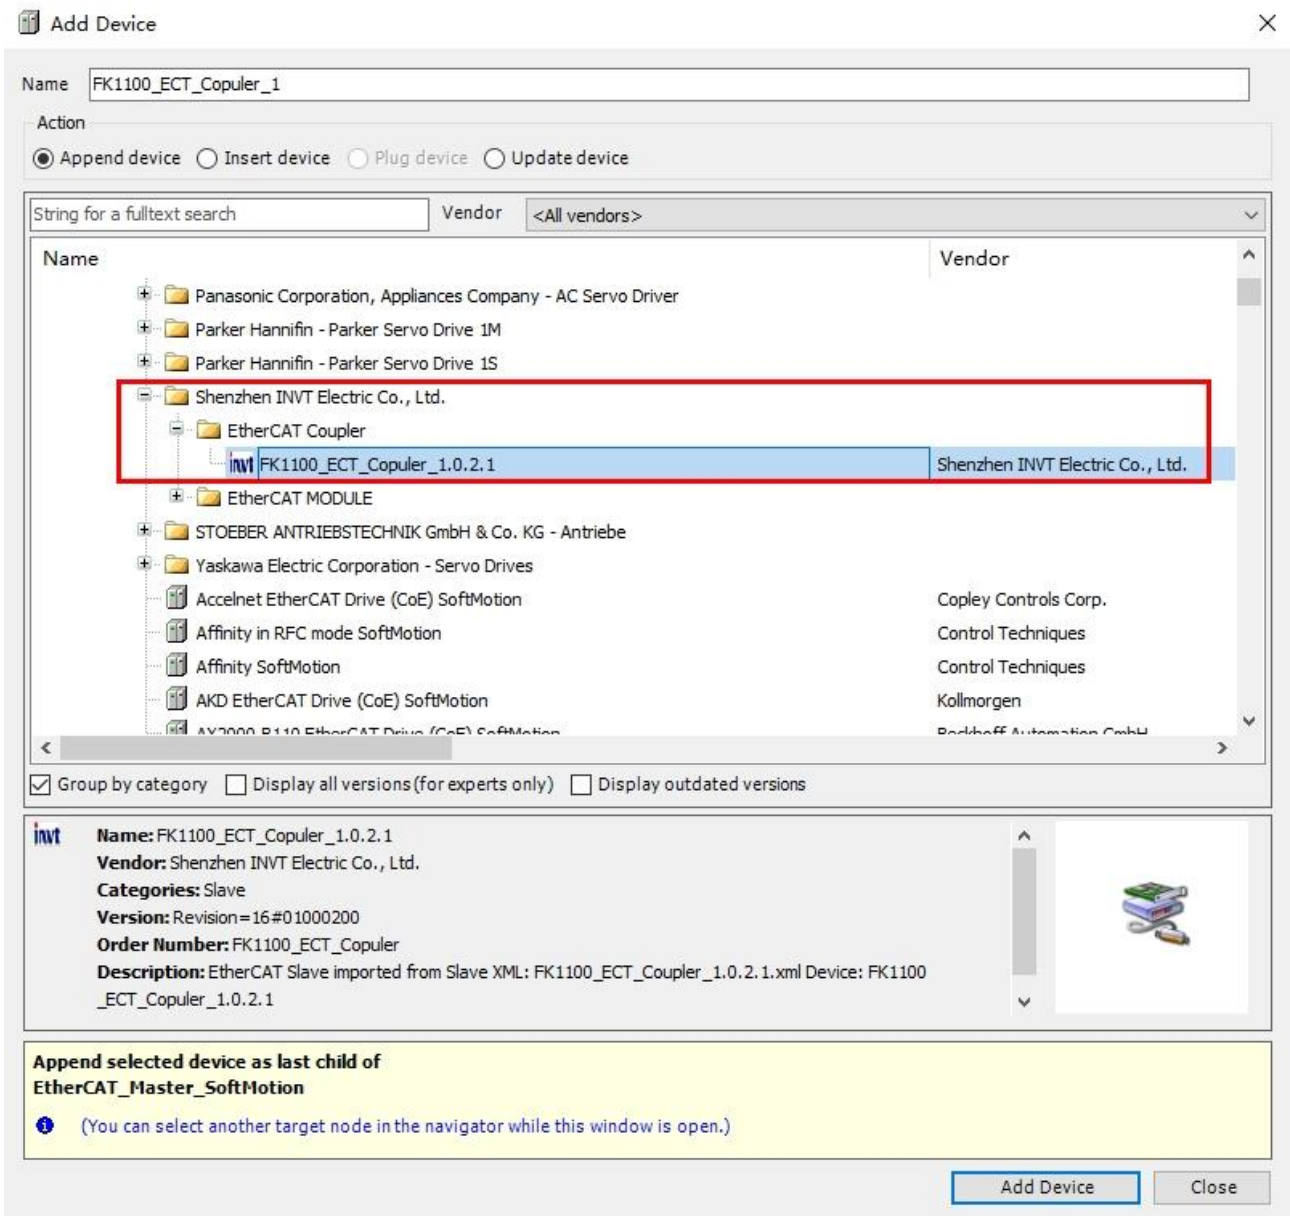 Add Device
Name FK1100_ECT_Copuler_1
Action
Append device Insert device Plug device Update device
String for a fulltext search Vendor <All vendors>
Name Vendor
Panasonic Corporation, Appliances Company - AC Servo Driver
Parker Hannifin - Parker Servo Drive 1M
Parker Hannifin - Parker Servo Drive 1S
Shenzhen INVT Electric Co., Ltd.
EtherCAT Coupler
invt FK1100_ECT_Copuler_1.0.2.1 Shenzhen INVT Electric Co., Ltd.
EtherCAT MODULE
STOEBER ANTRIEBSTECHNIK GmbH & Co. KG - Antriebe
Yaskawa Electric Corporation - Servo Drives
Accelnet EtherCAT Drive (CoE) SoftMotion Copley Controls Corp.
Affinity in RFC mode SoftMotion Control Techniques
Affinity SoftMotion Control Techniques
AKD EtherCAT Drive (CoE) SoftMotion Kollmorgen
AX2000-B110 EtherCAT Drive (CoE) SoftMotion Beckhoff Automation GmbH
Group by category Display all versions (for experts only) Display outdated versions
invt Name: FK1100_ECT_Copuler_1.0.2.1
Vendor: Shenzhen INVT Electric Co., Ltd.
Categories: Slave
Version: Revision=16#01000200
Order Number: FK1100_ECT_Copuler
Description: EtherCAT Slave imported from Slave XML: FK1100_ECT_Coupler_1.0.2.1.xml Device: FK1100
_ECT_Copuler_1.0.2.1
Append selected device as last child of
EtherCAT_Master_SoftMotion
(You can select another target node in the navigator while this window is open.)
Add Device Close